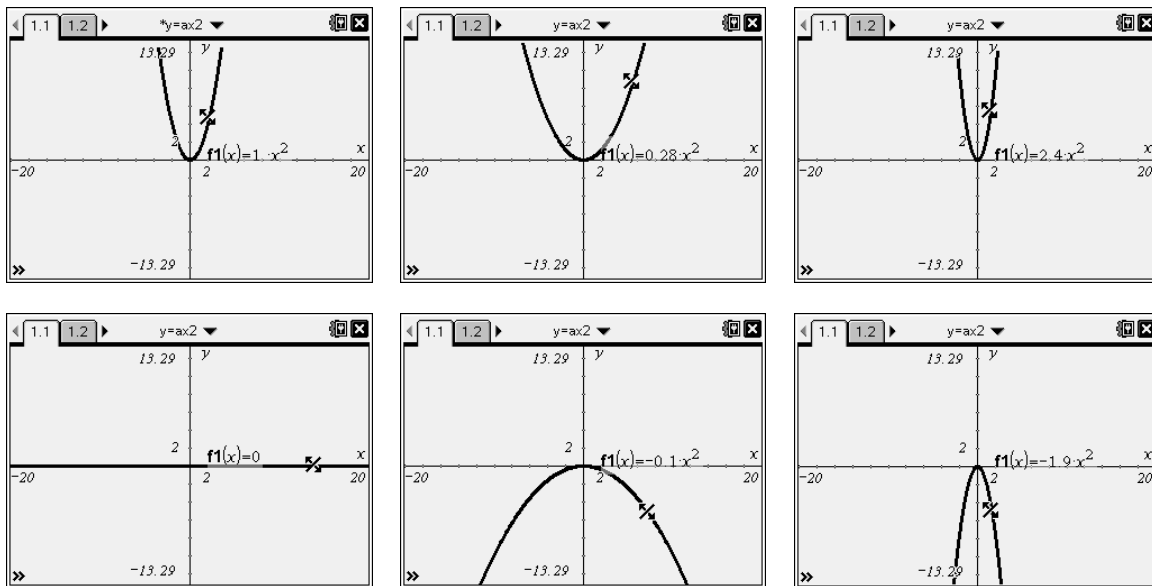 1.1 1.2 *y=ax2
13.29 y
2 f1(x)=1.·x² x
-20 2 20
-13.29
1.1 1.2 y=ax2
13.29 y
2 f1(x)=0.28·x² x
-20 2 20
-13.29
1.1 1.2 y=ax2
13.29 y
2 f1(x)=2.4·x² x
-20 2 20
-13.29
1.1 1.2 y=ax2
13.29 y
2 f1(x)=0 x
-20 2 20
-13.29
1.1 1.2 y=ax2
13.29 y
2 f1(x)=-0.1·x² x
-20 2 20
-13.29
1.1 1.2 y=ax2
13.29 y
2 f1(x)=-1.9·x² x
-20 2 20
-13.29